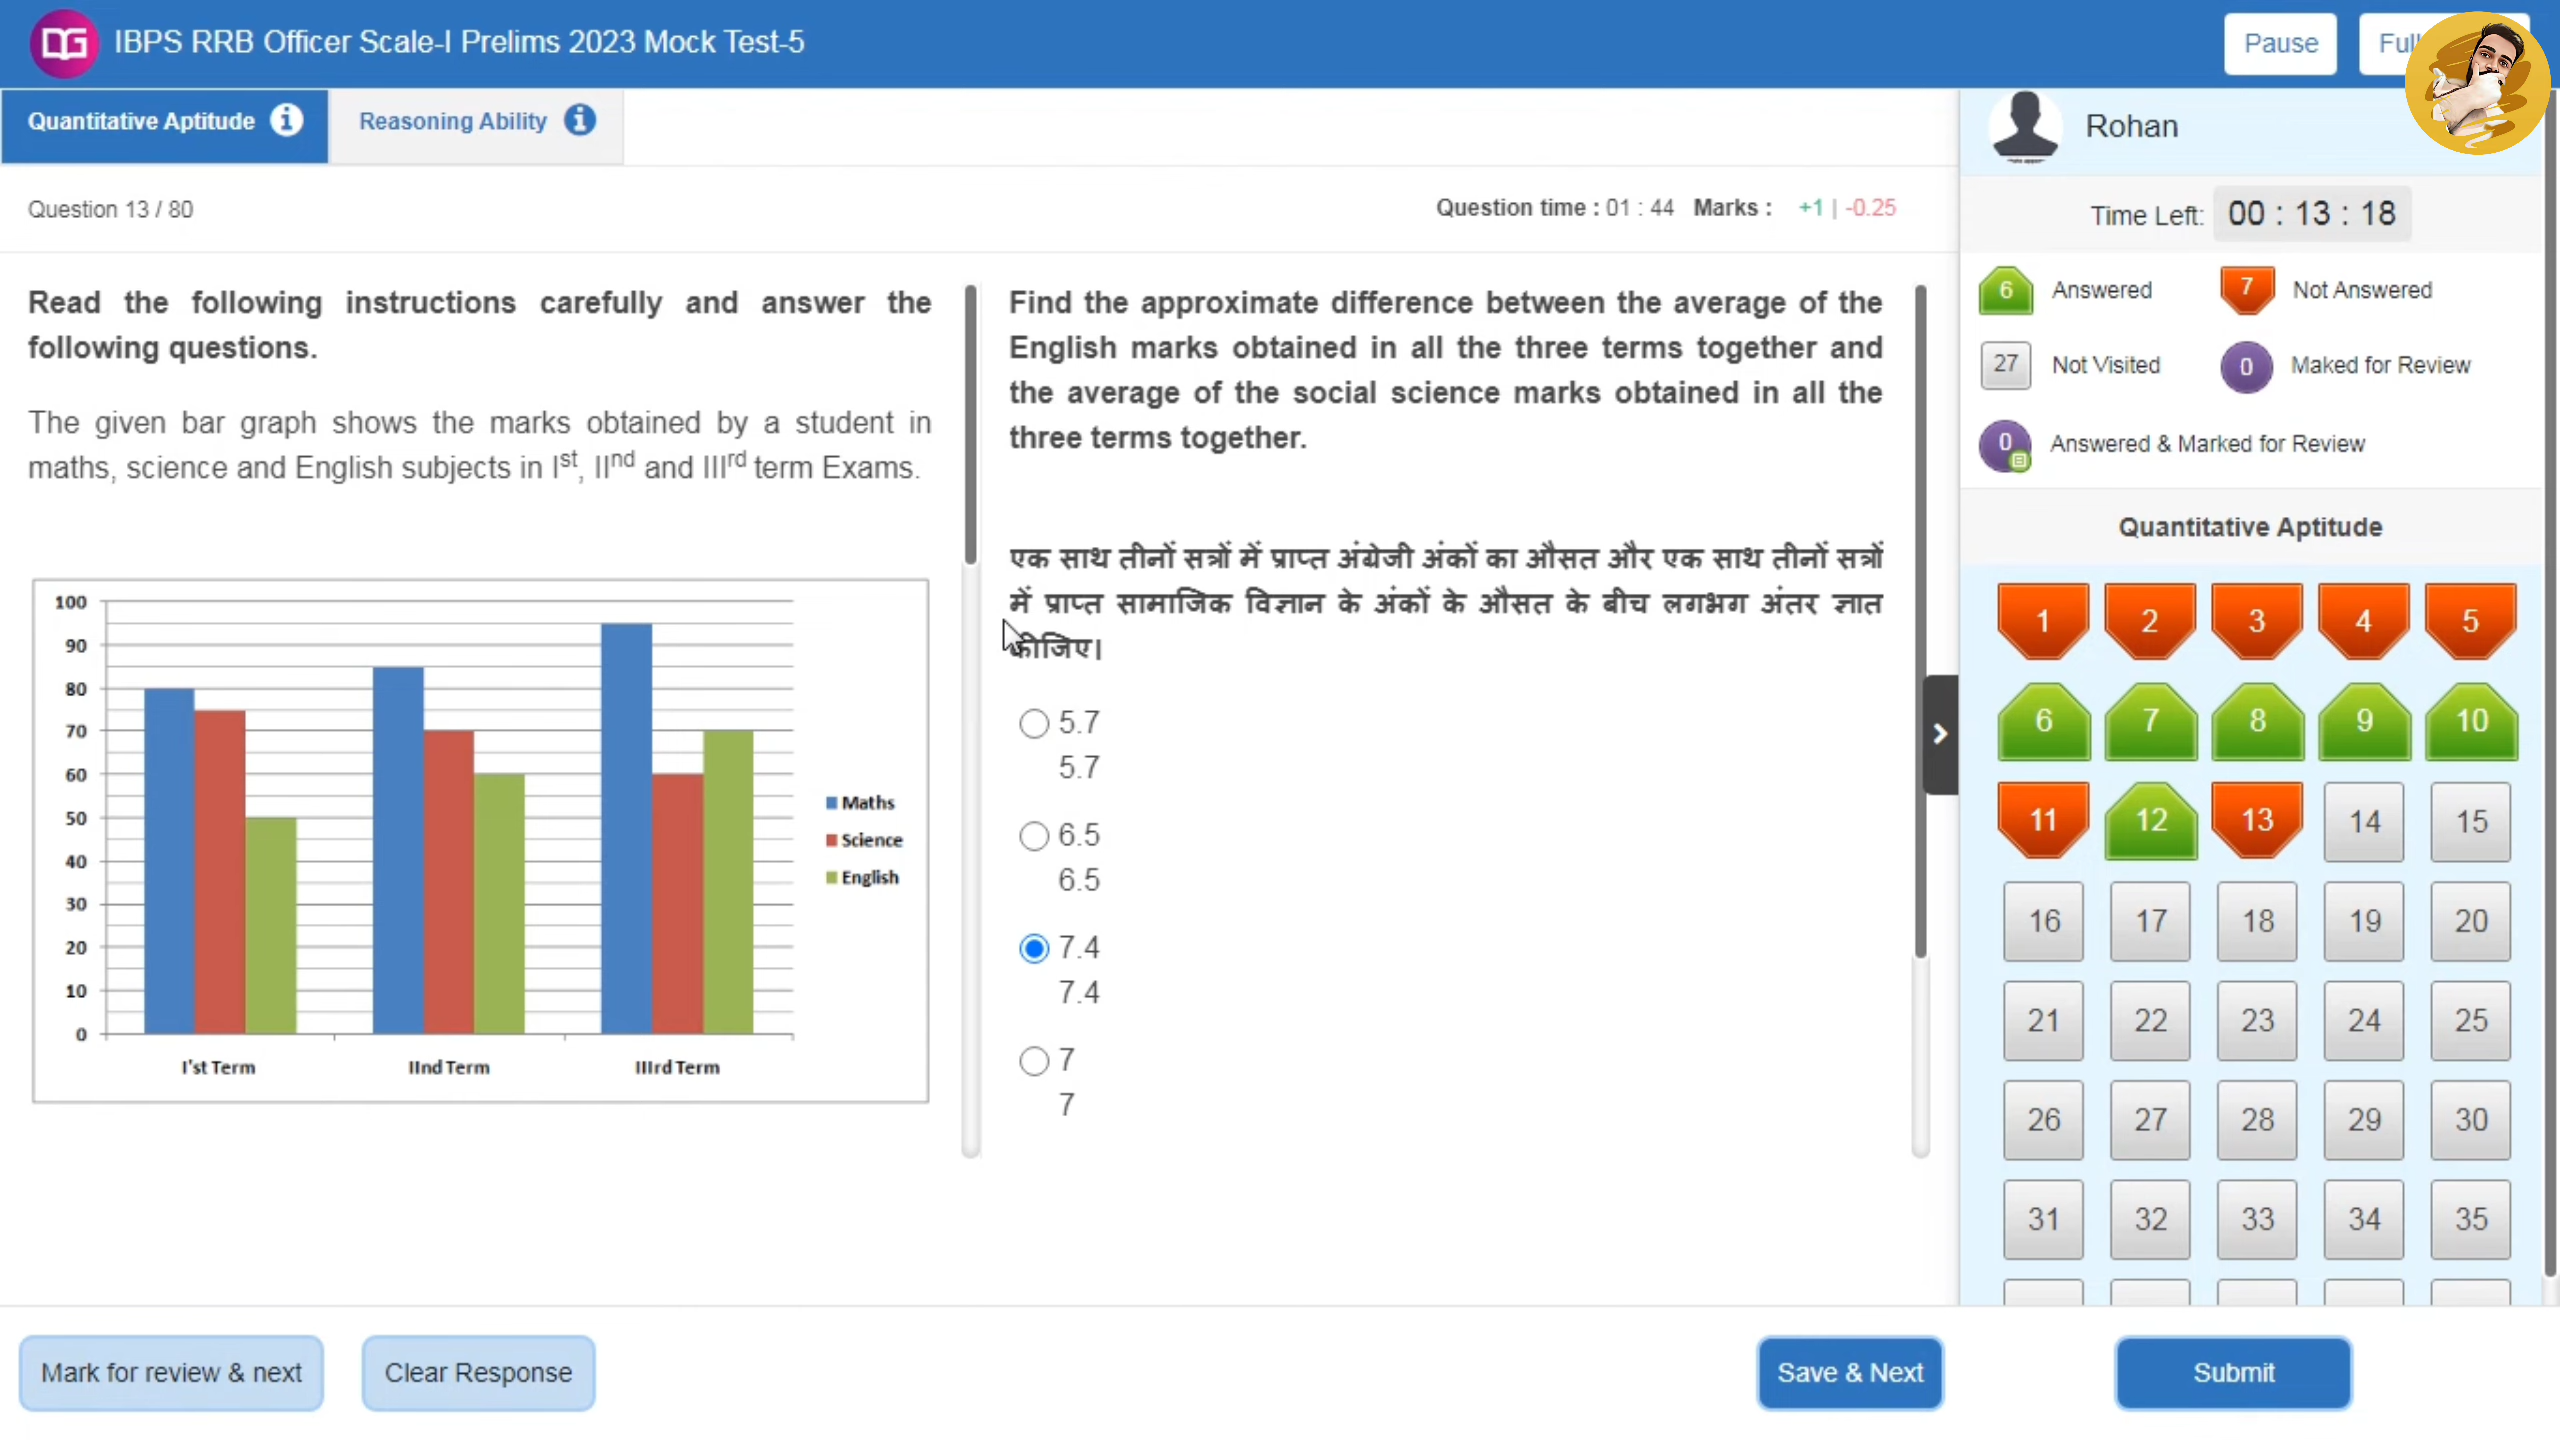 DG IBPS RRB Officer Scale-I Prelims 2023 Mock Test-5
Pause
Full
Quantitative Aptitude i
Reasoning Ability i
Rohan
Question 13 / 80
Question time : 01 : 44 Marks : +1 | -0.25
Time Left: 00 : 13 : 18
6 Answered 7 Not Answered
27 Not Visited 0 Maked for Review
0 Answered & Marked for Review
Read the following instructions carefully and answer the
following questions.
The given bar graph shows the marks obtained by a student in
maths, science and English subjects in Ist, IInd and IIIrd term Exams.
100
90
80
70
60
50
40
30
20
10
0
I'st Term IInd Term IIIrd Term
Maths
Science
English
Find the approximate difference between the average of the
English marks obtained in all the three terms together and
the average of the social science marks obtained in all the
three terms together.
एक साथ तीनों सत्रों में प्राप्त अंग्रेजी अंकों का औसत और एक साथ तीनों सत्रों
में प्राप्त सामाजिक विज्ञान के अंकों के औसत के बीच लगभग अंतर ज्ञात
कीजिए।
5.7
5.7
6.5
6.5
7.4
7.4
7
7
Quantitative Aptitude
1 2 3 4 5
6 7 8 9 10
11 12 13 14 15
16 17 18 19 20
21 22 23 24 25
26 27 28 29 30
31 32 33 34 35
Mark for review & next
Clear Response
Save & Next
Submit